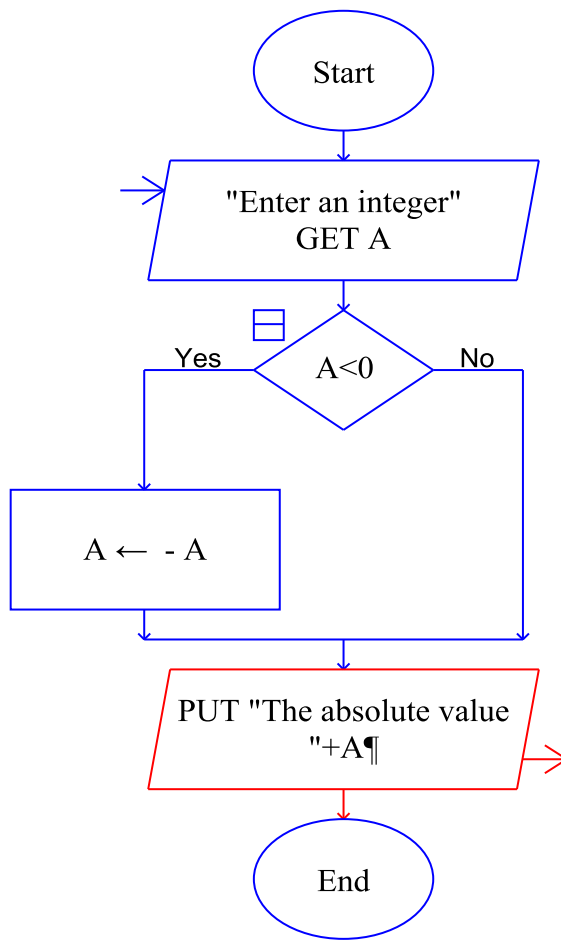 Start
"Enter an integer"
GET A
A<0
Yes
No
A ← - A
PUT "The absolute value
"+A¶
End